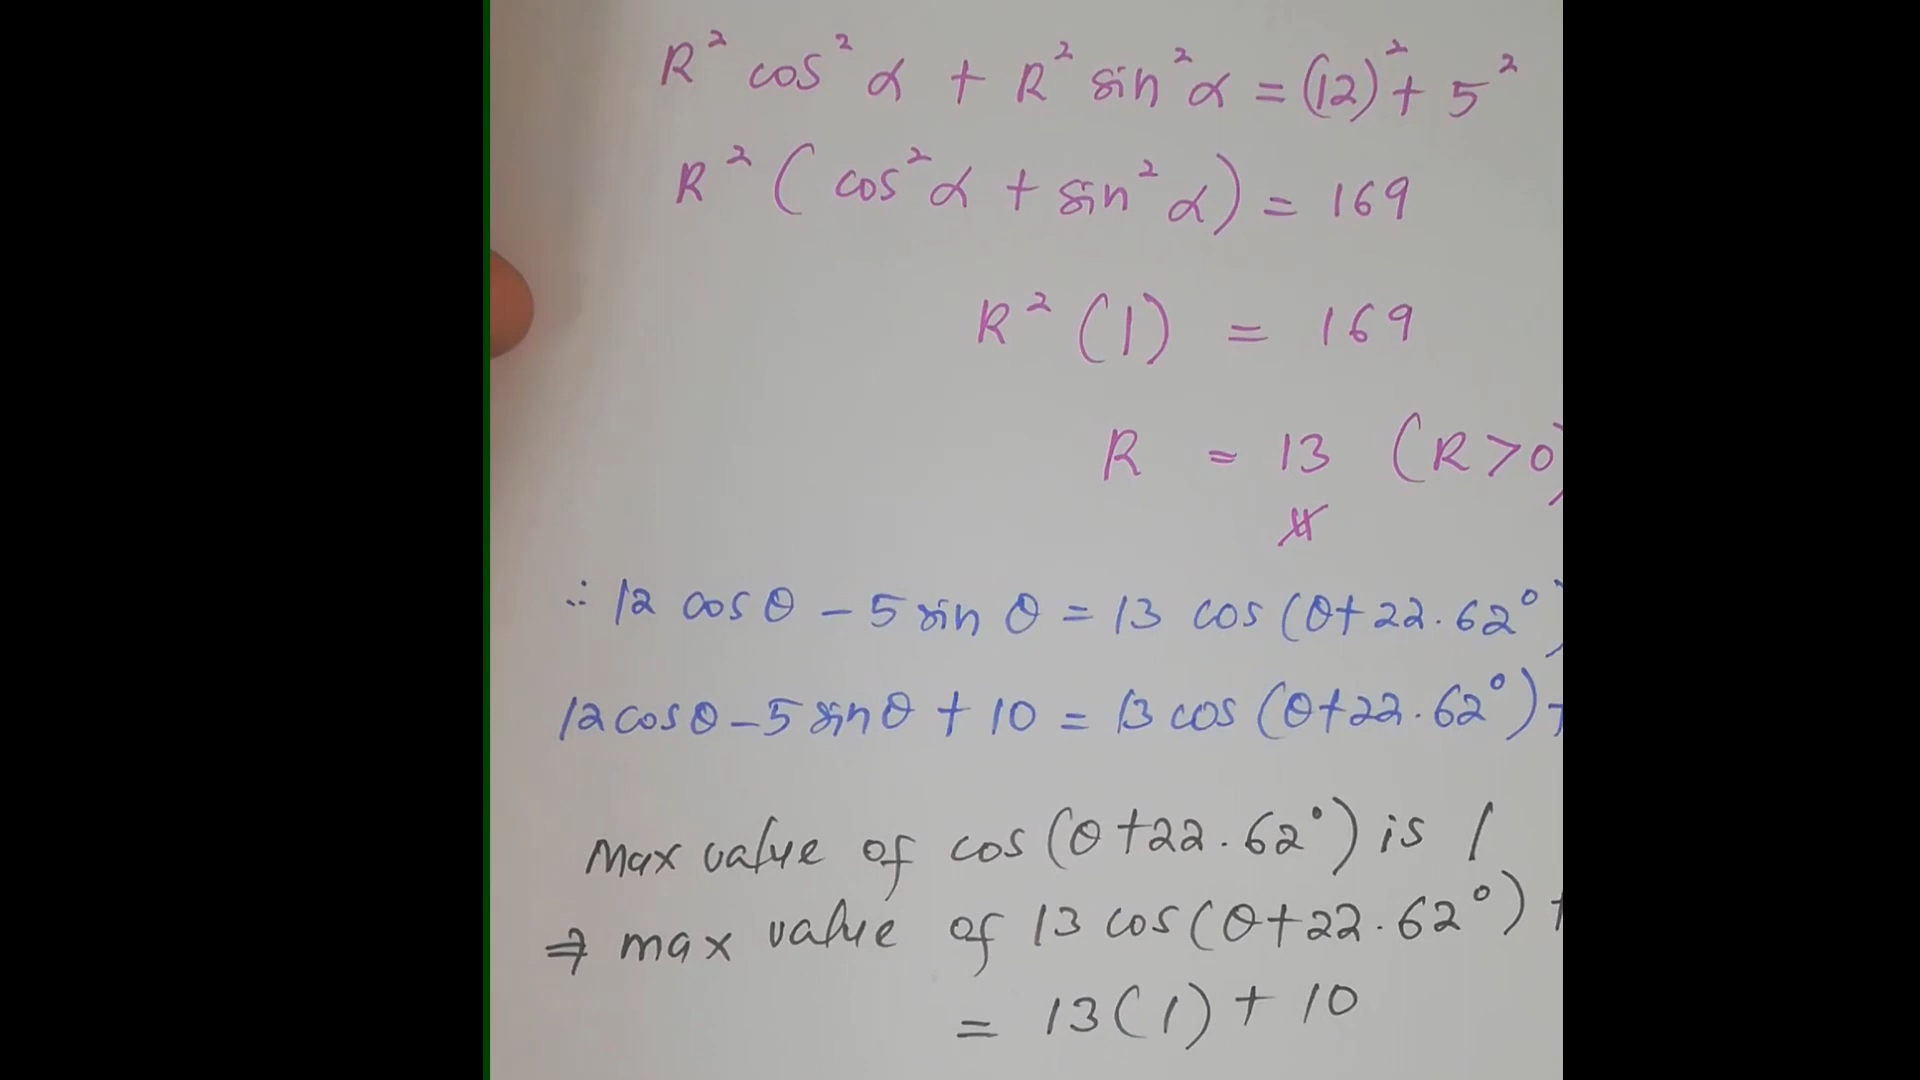 R² cos² α + R² sin² α = (12)² + 5²
R² ( cos² α + sin² α ) = 169
R² (1) = 169
R = 13 (R > 0)
∴ 12 cos θ − 5 sin θ = 13 cos (θ + 22.62°)
12 cos θ − 5 sin θ + 10 = 13 cos (θ + 22.62°) +
Max value of cos (θ + 22.62°) is 1
⇒ max value of 13 cos (θ + 22.62°) +
= 13 (1) + 10